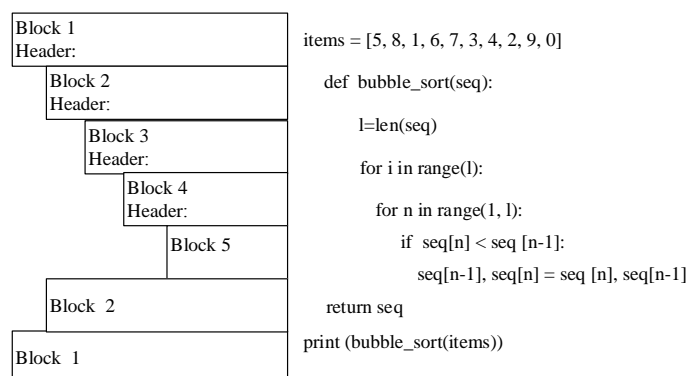 Block 1
Header:
Block 2
Header:
Block 3
Header:
Block 4
Header:
Block 5
Block 2
Block 1
items = [5, 8, 1, 6, 7, 3, 4, 2, 9, 0]
def bubble_sort(seq):
l=len(seq)
for i in range(l):
for n in range(1, l):
if seq[n] < seq [n-1]:
seq[n-1], seq[n] = seq [n], seq[n-1]
return seq
print (bubble_sort(items))